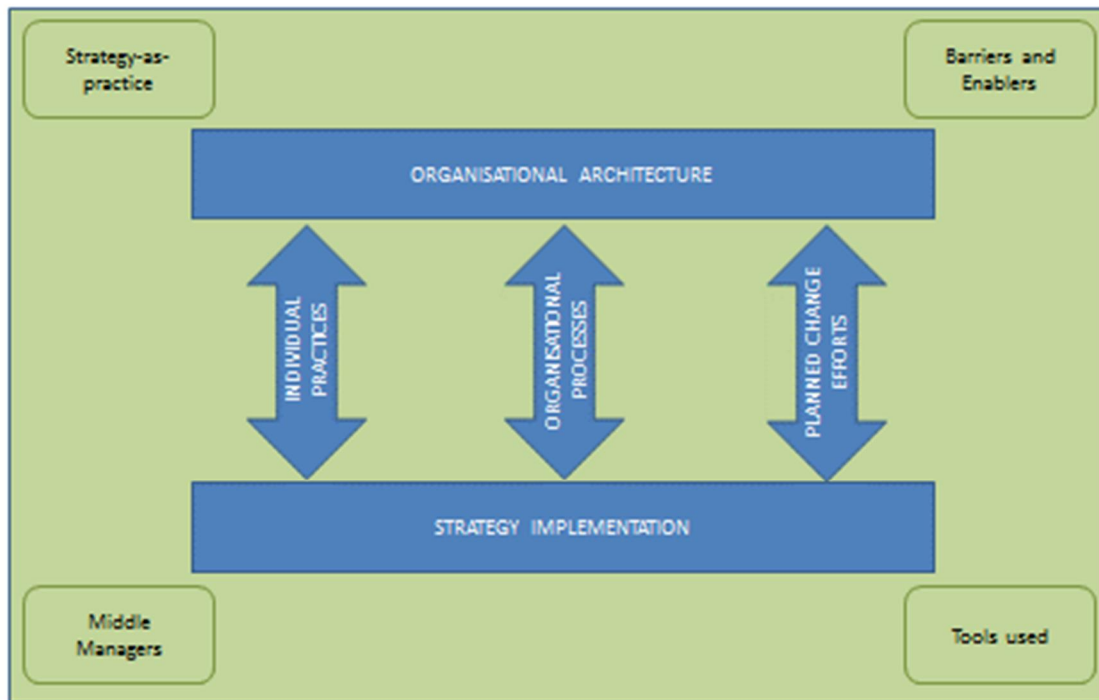 Strategy-as-
practice
Barriers and
Enablers
ORGANISATIONAL ARCHITECTURE
INDIVIDUAL
PRACTICES
ORGANISATIONAL
PROCESSES
PLANNED CHANGE
EFFORTS
STRATEGY IMPLEMENTATION
Middle
Managers
Tools used